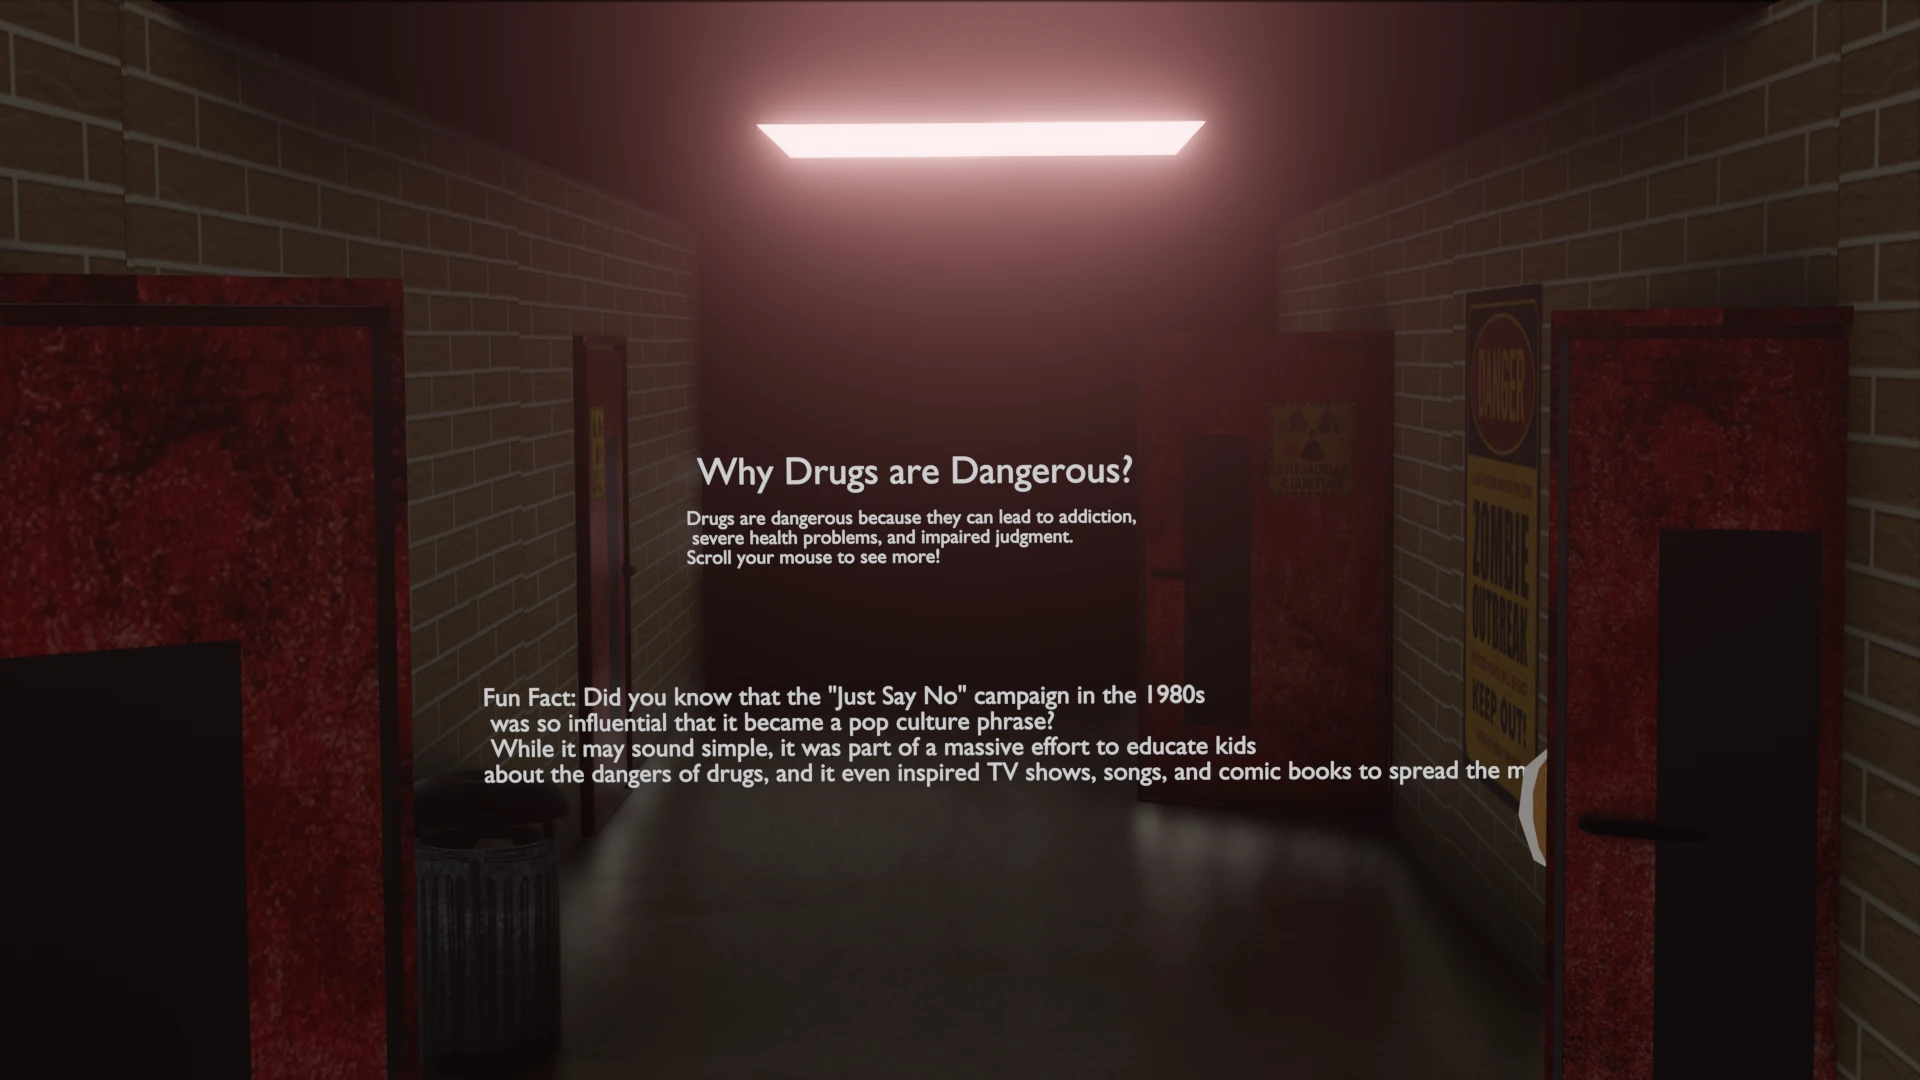 Why Drugs are Dangerous?
Drugs are dangerous because they can lead to addiction,
severe health problems, and impaired judgment.
Scroll your mouse to see more!
Fun Fact: Did you know that the "Just Say No" campaign in the 1980s
was so influential that it became a pop culture phrase?
While it may sound simple, it was part of a massive effort to educate kids
about the dangers of drugs, and it even inspired TV shows, songs, and comic books to spread the m
DANGER
ZOMBIE
OUTBREAK
KEEP OUT!
RADIOACTIVE
MATERIALS